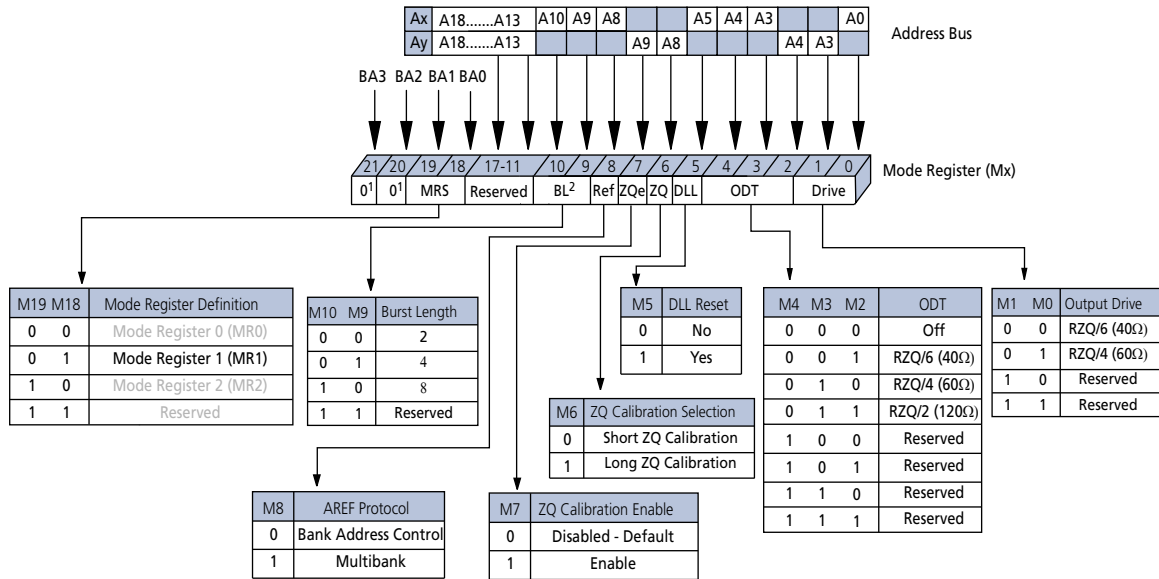 Ax A18.......A13 A10 A9 A8 A5 A4 A3 A0
Ay A18.......A13 A9 A8 A4 A3
Address Bus
BA3 BA2 BA1 BA0
21 20 19 18 17-11 10 9 8 7 6 5 4 3 2 1 0
Mode Register (Mx)
0¹ 0¹ MRS Reserved BL² Ref ZQe ZQ DLL ODT Drive
M19 M18 Mode Register Definition
0 0 Mode Register 0 (MR0)
0 1 Mode Register 1 (MR1)
1 0 Mode Register 2 (MR2)
1 1 Reserved
M10 M9 Burst Length
0 0 2
0 1 4
1 0 8
1 1 Reserved
M5 DLL Reset
0 No
1 Yes
M4 M3 M2 ODT
0 0 0 Off
0 0 1 RZQ/6 (40Ω)
0 1 0 RZQ/4 (60Ω)
0 1 1 RZQ/2 (120Ω)
1 0 0 Reserved
1 0 1 Reserved
1 1 0 Reserved
1 1 1 Reserved
M1 M0 Output Drive
0 0 RZQ/6 (40Ω)
0 1 RZQ/4 (60Ω)
1 0 Reserved
1 1 Reserved
M6 ZQ Calibration Selection
0 Short ZQ Calibration
1 Long ZQ Calibration
M8 AREF Protocol
0 Bank Address Control
1 Multibank
M7 ZQ Calibration Enable
0 Disabled - Default
1 Enable